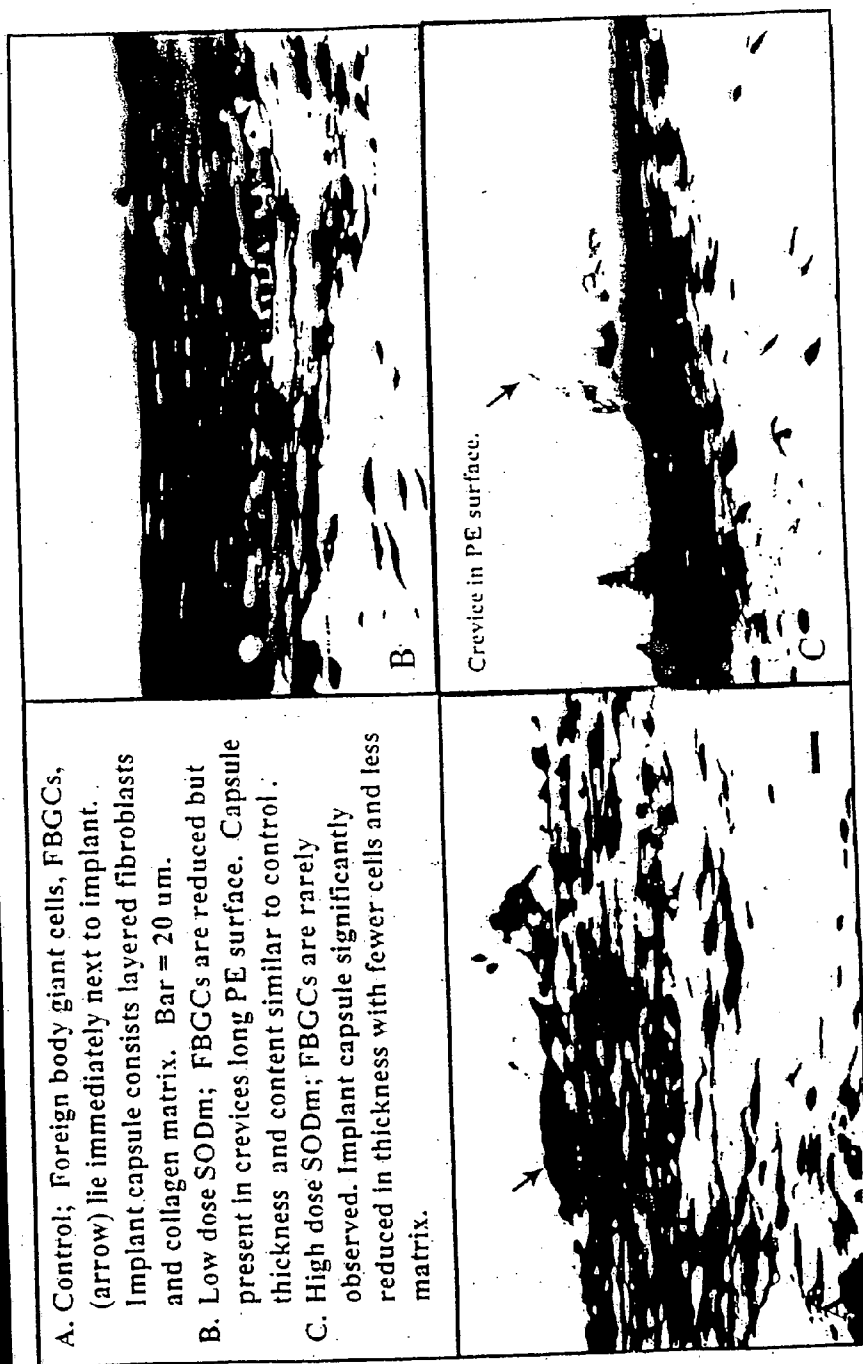 A. Control; Foreign body giant cells, FBGCs,
(arrow) lie immediately next to implant.
Implant capsule consists layered fibroblasts
and collagen matrix. Bar = 20 um.
B. Low dose SODm; FBGCs are reduced but
present in crevices long PE surface. Capsule
thickness and content similar to control.
C. High dose SODm; FBGCs are rarely
observed. Implant capsule significantly
reduced in thickness with fewer cells and less
matrix.
B
Crevice in PE surface.
C
A